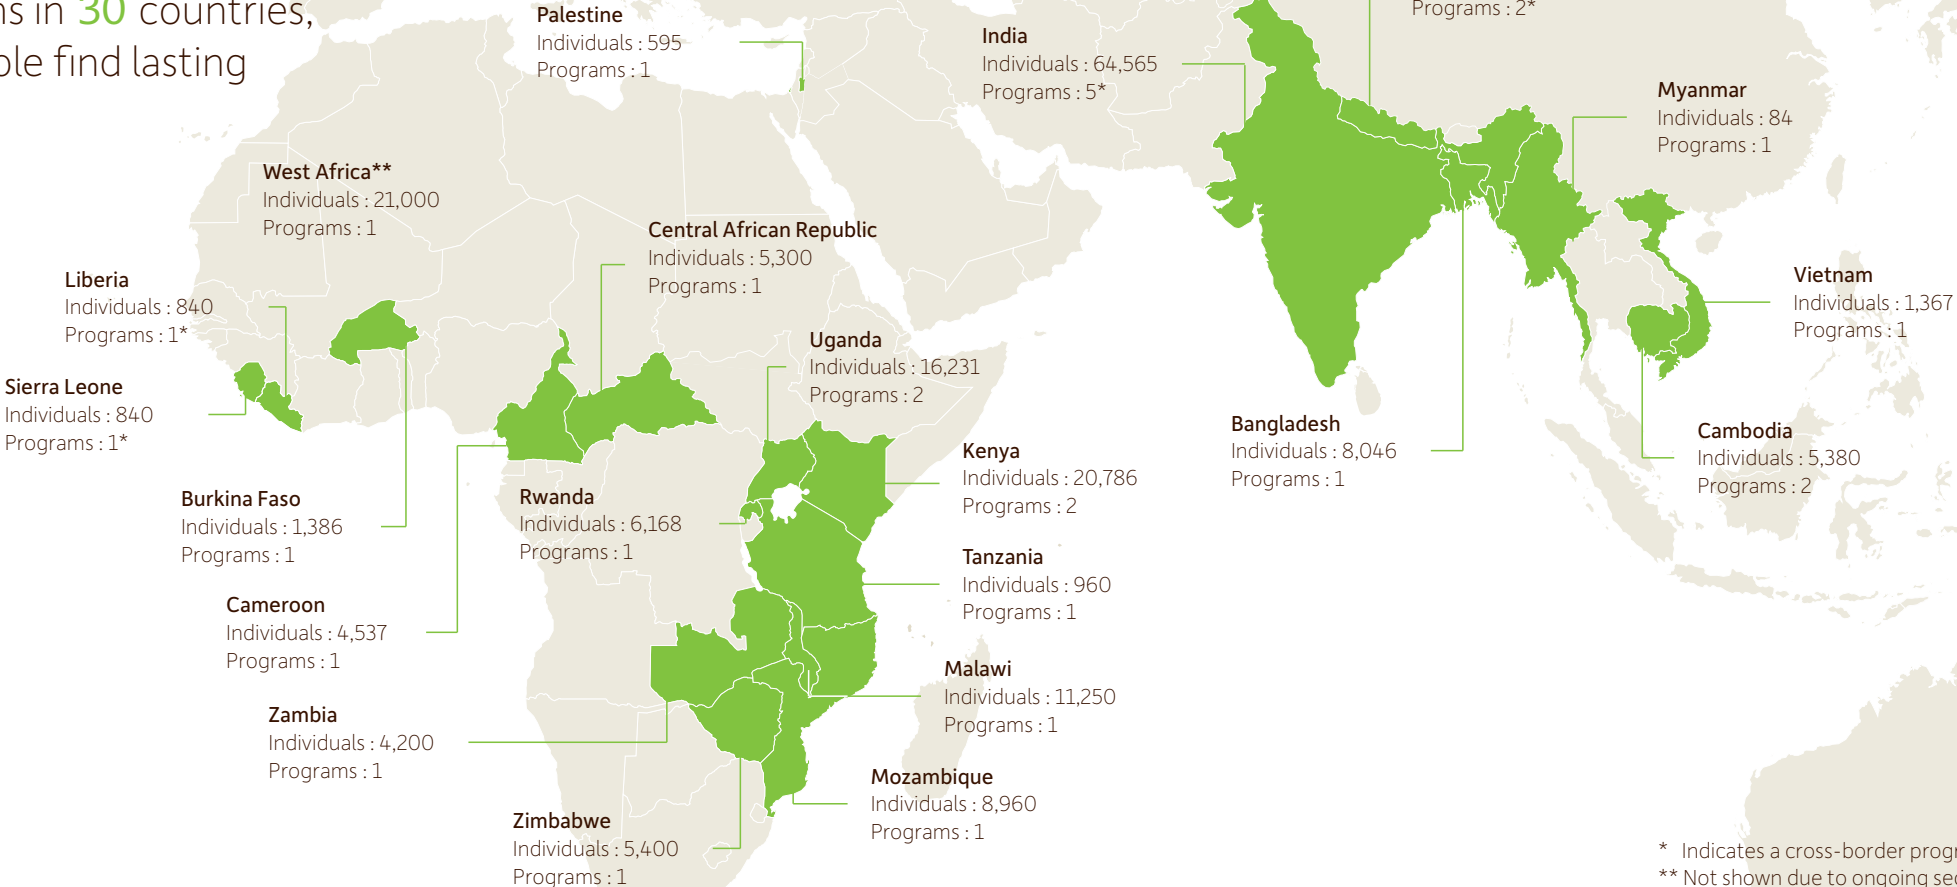 ns in 30 countries,
ple find lasting
Palestine
Individuals : 595
Programs : 1
India
Individuals : 64,565
Programs : 5*
Programs : 2*
Myanmar
Individuals : 84
Programs : 1
West Africa**
Individuals : 21,000
Programs : 1
Central African Republic
Individuals : 5,300
Programs : 1
Liberia
Individuals : 840
Programs : 1*
Vietnam
Individuals : 1,367
Programs : 1
Uganda
Individuals : 16,231
Programs : 2
Sierra Leone
Individuals : 840
Programs : 1*
Bangladesh
Individuals : 8,046
Programs : 1
Cambodia
Individuals : 5,380
Programs : 2
Kenya
Individuals : 20,786
Programs : 2
Burkina Faso
Individuals : 1,386
Programs : 1
Rwanda
Individuals : 6,168
Programs : 1
Tanzania
Individuals : 960
Programs : 1
Cameroon
Individuals : 4,537
Programs : 1
Malawi
Individuals : 11,250
Programs : 1
Zambia
Individuals : 4,200
Programs : 1
Mozambique
Individuals : 8,960
Programs : 1
Zimbabwe
Individuals : 5,400
Programs : 1
* Indicates a cross-border progr
** Not shown due to ongoing sec